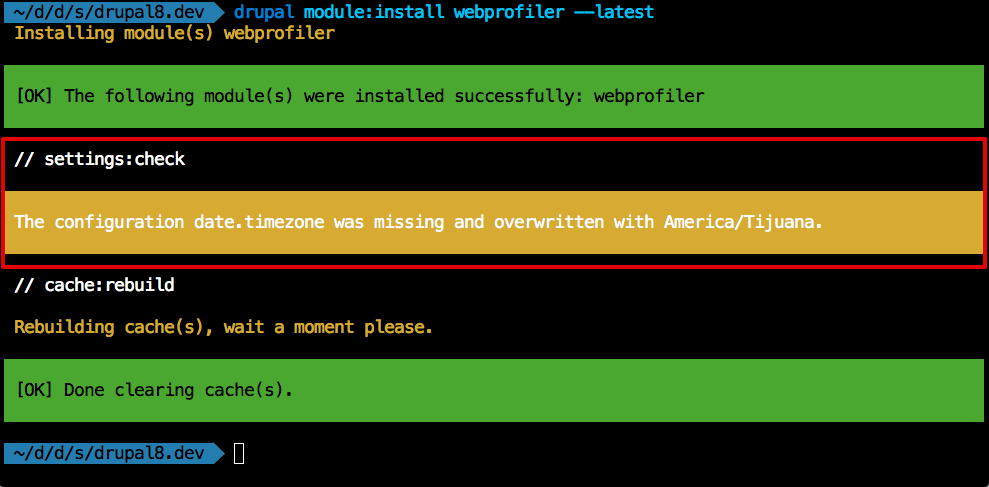 ~/d/d/s/drupal8.dev drupal module:install webprofiler --latest
Installing module(s) webprofiler
[OK] The following module(s) were installed successfully: webprofiler
// settings:check
The configuration date.timezone was missing and overwritten with America/Tijuana.
// cache:rebuild
Rebuilding cache(s), wait a moment please.
[OK] Done clearing cache(s).
~/d/d/s/drupal8.dev